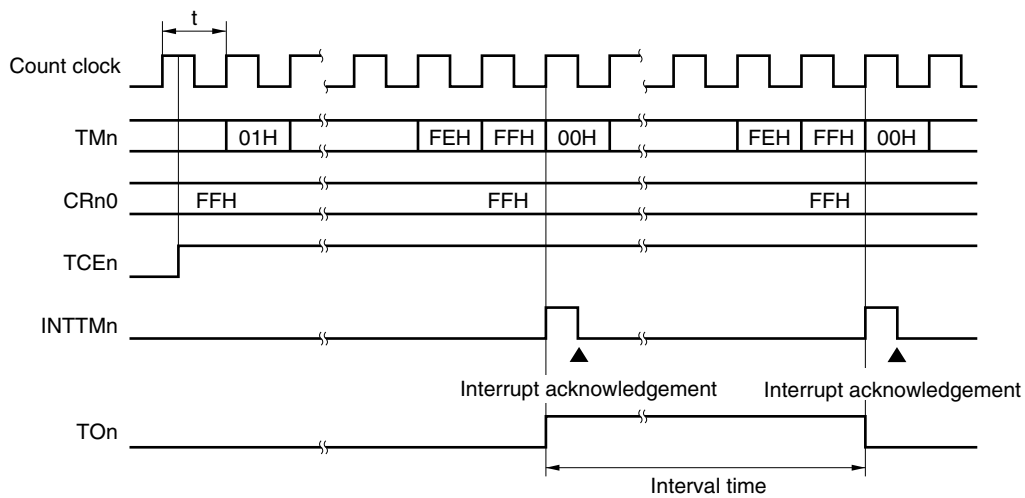 t
Count clock
TMn 01H FEH FFH 00H FEH FFH 00H
CRn0 FFH FFH FFH
TCEn
INTTMn
Interrupt acknowledgement Interrupt acknowledgement
TOn
Interval time